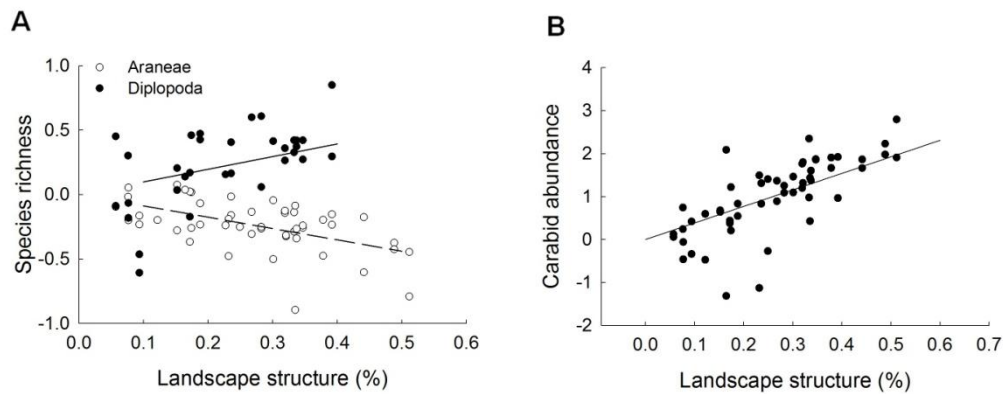 A
B
Species richness
1.0
0.5
0.0
-0.5
-1.0
Araneae
Diplopoda
0.0 0.1 0.2 0.3 0.4 0.5 0.6
Landscape structure (%)
Carabid abundance
4
3
2
1
0
-1
-2
0.0 0.1 0.2 0.3 0.4 0.5 0.6 0.7
Landscape structure (%)